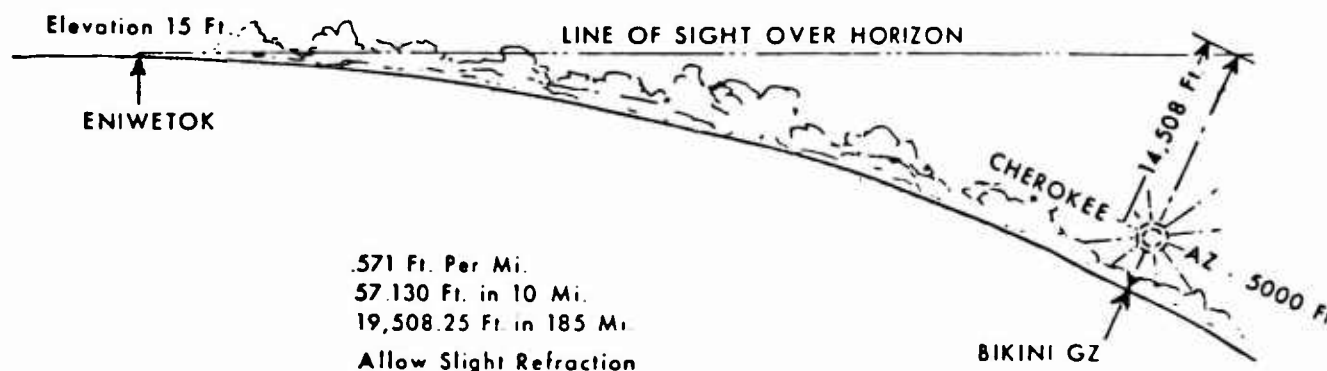 Elevation 15 Ft.
LINE OF SIGHT OVER HORIZON
ENIWETOK
14,508 Ft.
CHEROKEE
AZ - 5000 Ft
.571 Ft. Per Mi.
57.130 Ft. in 10 Mi.
19,508.25 Ft. in 185 Mi.
Allow Slight Refraction
BIKINI GZ